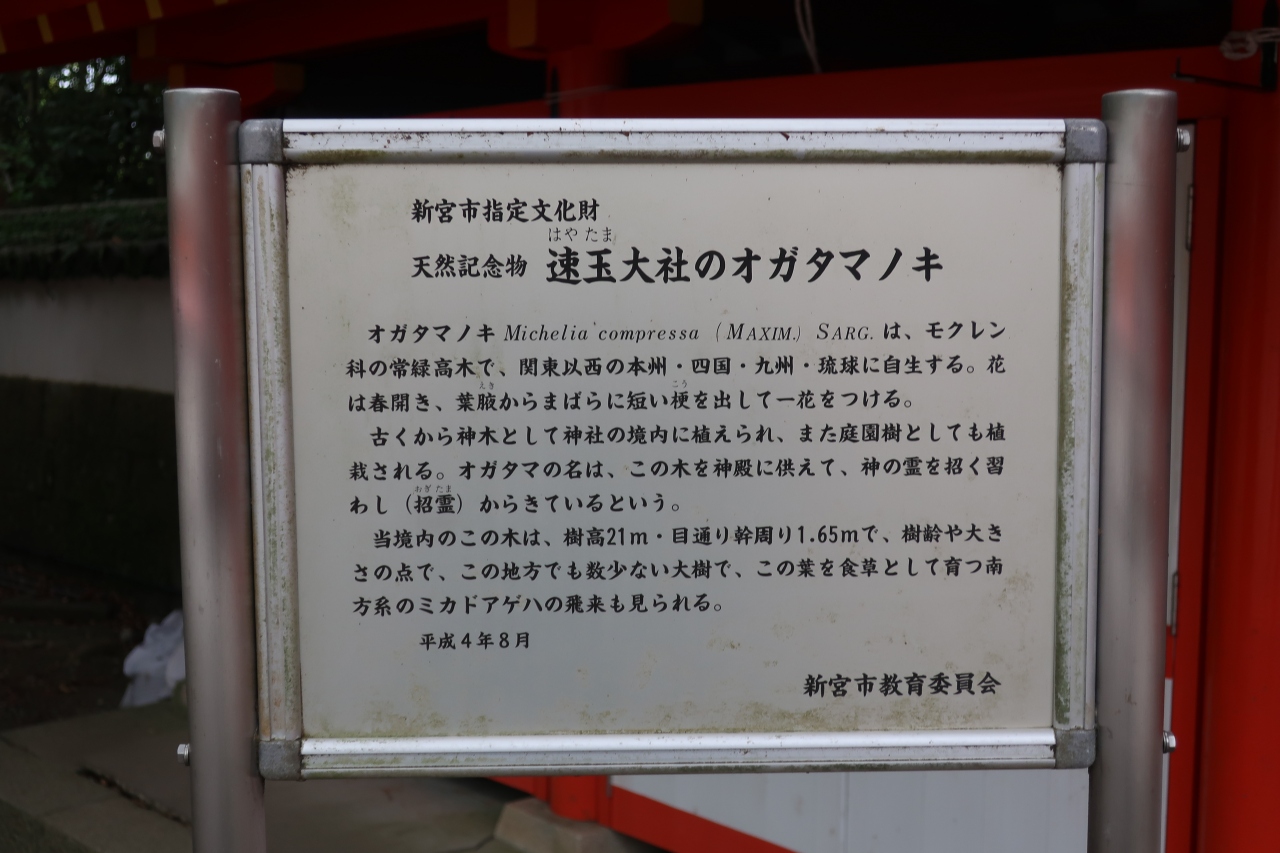 新宮市指定文化財
はや たま
天然記念物 速玉大社のオガタマノキ
オガタマノキ Michelia compressa (MAXIM.) SARG. は、モクレン
科の常緑高木で、関東以西の本州・四国・九州・琉球に自生する。花
えき こう
は春開き、葉腋からまばらに短い梗を出して一花をつける。
古くから神木として神社の境内に植えられ、また庭園樹としても植
栽される。オガタマの名は、この木を神殿に供えて、神の霊を招く習
おぎ たま
わし（招霊）からきているという。
当境内のこの木は、樹高21m・目通り幹周り1.65mで、樹齢や大き
さの点で、この地方でも数少ない大樹で、この葉を食草として育つ南
方系のミカドアゲハの飛来も見られる。
平成4年8月
新宮市教育委員会